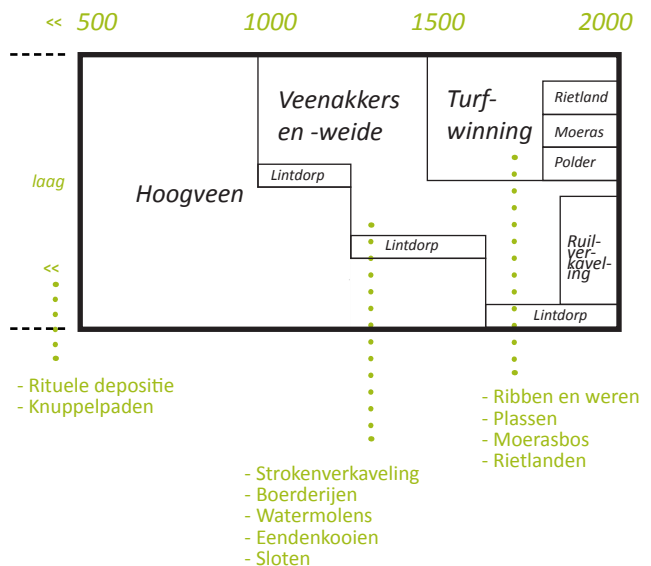 << 500 1000 1500 2000
Veenakkers
en -weide
Turf-
winning
Rietland
Moeras
Polder
laag
Hoogveen
Lintdorp
Lintdorp
Ruil-
ver-
kavel-
ing
<<
Lintdorp
- Rituele depositie
- Knuppelpaden
- Ribben en weren
- Plassen
- Moerasbos
- Rietlanden
- Strokenverkaveling
- Boerderijen
- Watermolens
- Eendenkooien
- Sloten